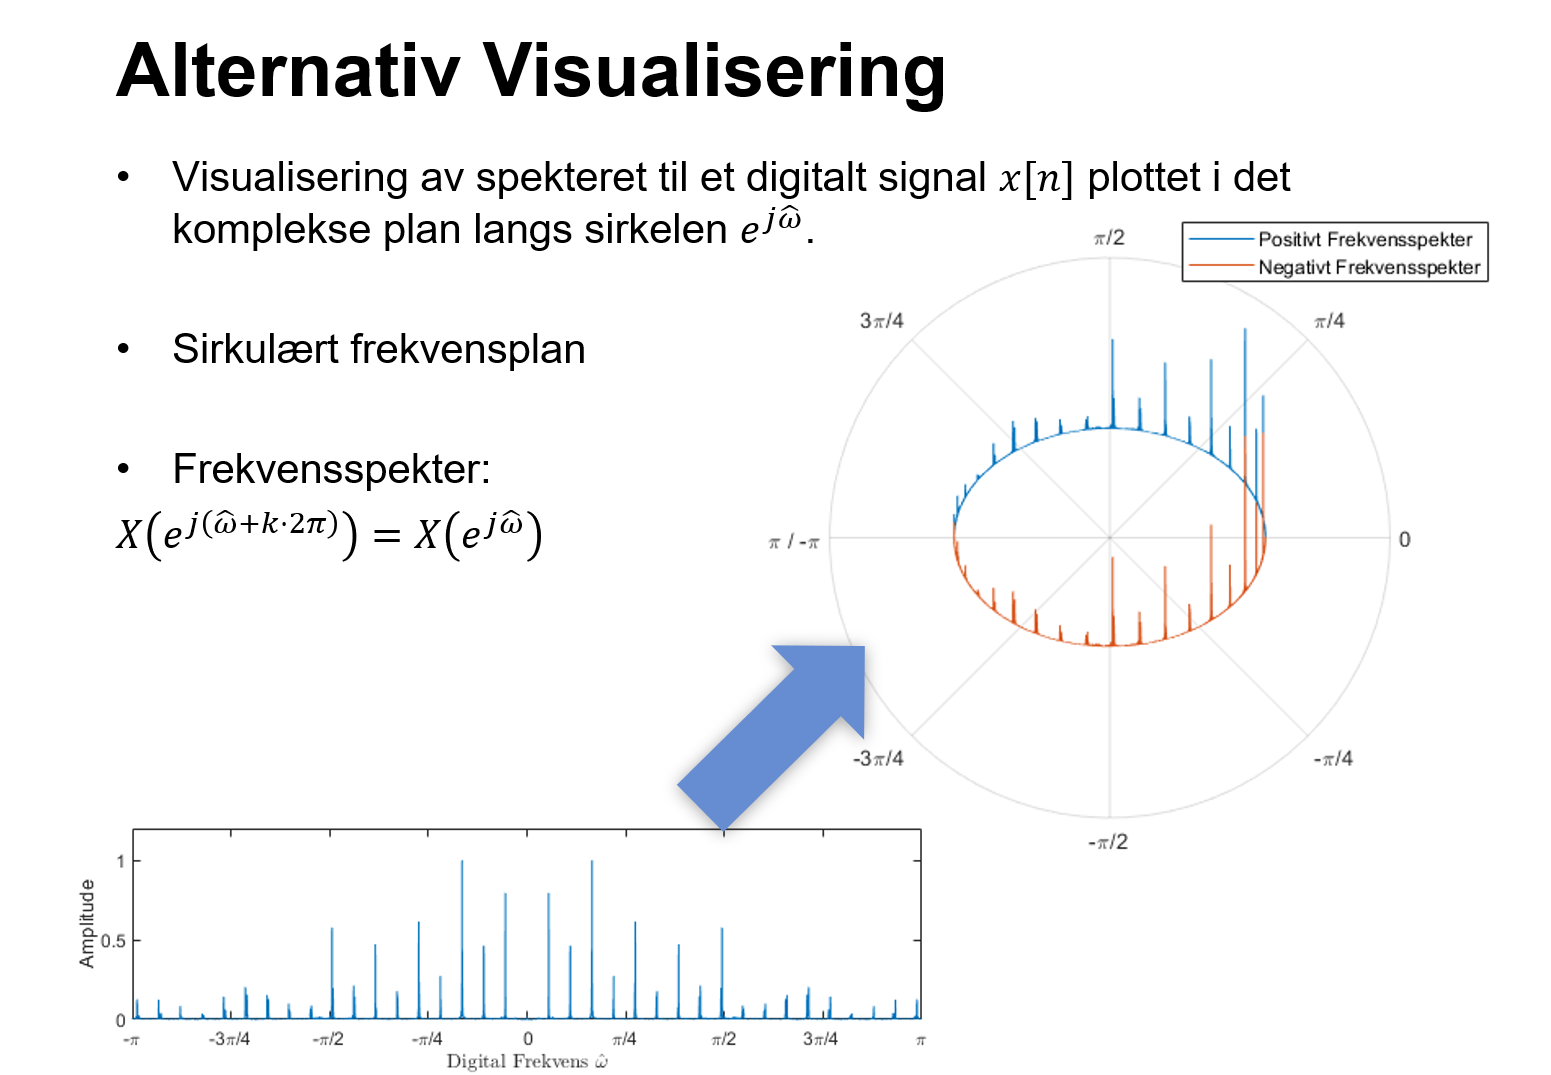 Alternativ Visualisering
• Visualisering av spekteret til et digitalt signal x[n] plottet i det
komplekse plan langs sirkelen e^{jω̂}.
• Sirkulært frekvensplan
• Frekvensspekter:
X(e^{j(ω̂+k·2π)}) = X(e^{jω̂})
Positivt Frekvensspekter
Negativt Frekvensspekter
π/2
3π/4
π/4
π / -π
0
-3π/4
-π/4
-π/2
Amplitude
1
0.5
0
-π -3π/4 -π/2 -π/4 0 π/4 π/2 3π/4 π
Digital Frekvens ω̂